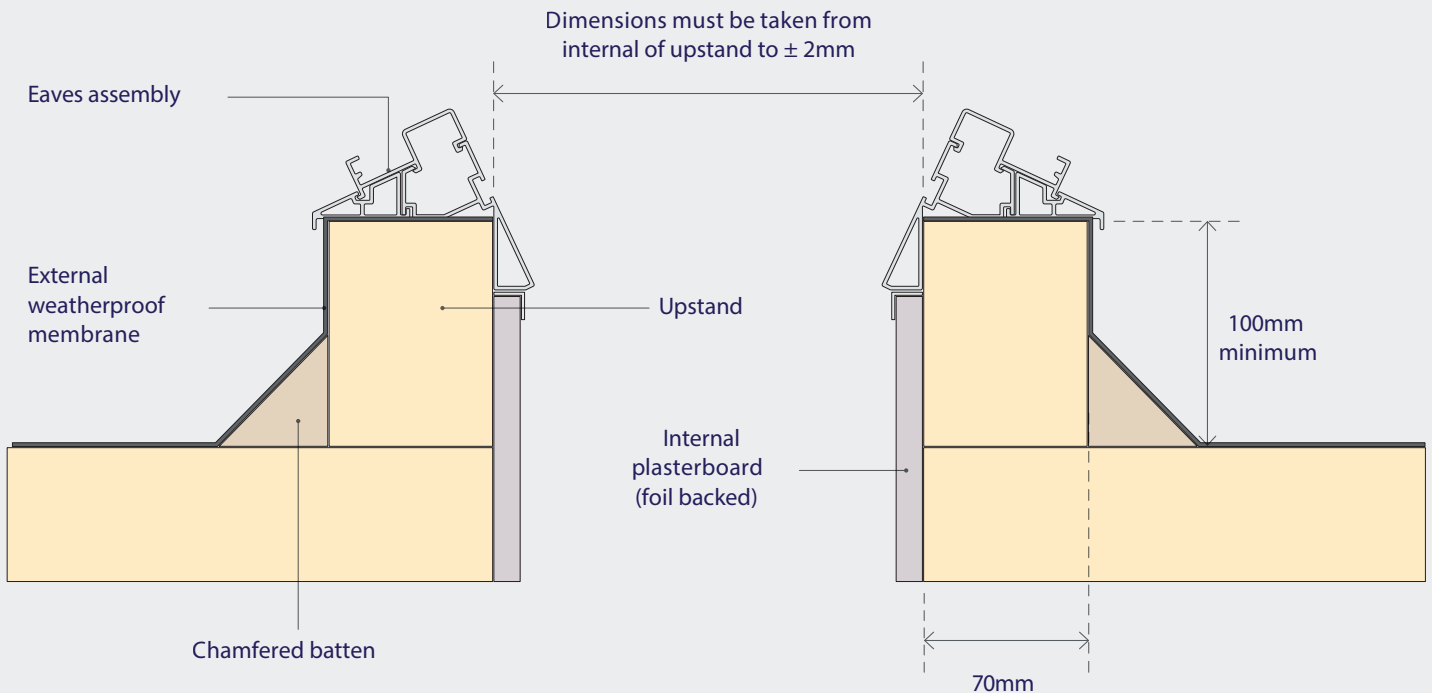 Dimensions must be taken from
internal of upstand to ± 2mm
Eaves assembly
External
weatherproof
membrane
Upstand
100mm
minimum
Internal
plasterboard
(foil backed)
Chamfered batten
70mm